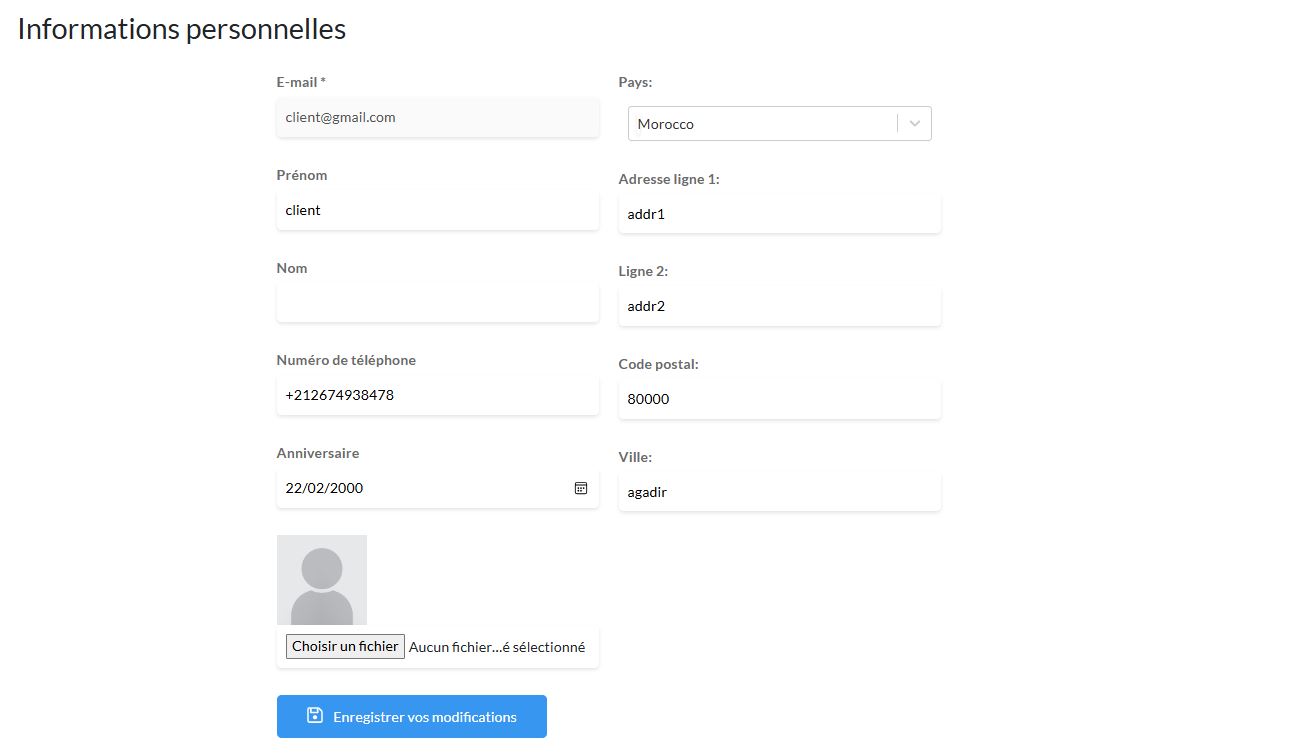 Informations personnelles
E-mail *
client@gmail.com
Prénom
client
Nom
Numéro de téléphone
+212674938478
Anniversaire
22/02/2000
Choisir un fichier Aucun fichier...é sélectionné
Enregistrer vos modifications
Pays:
Morocco
Adresse ligne 1:
addr1
Ligne 2:
addr2
Code postal:
80000
Ville:
agadir